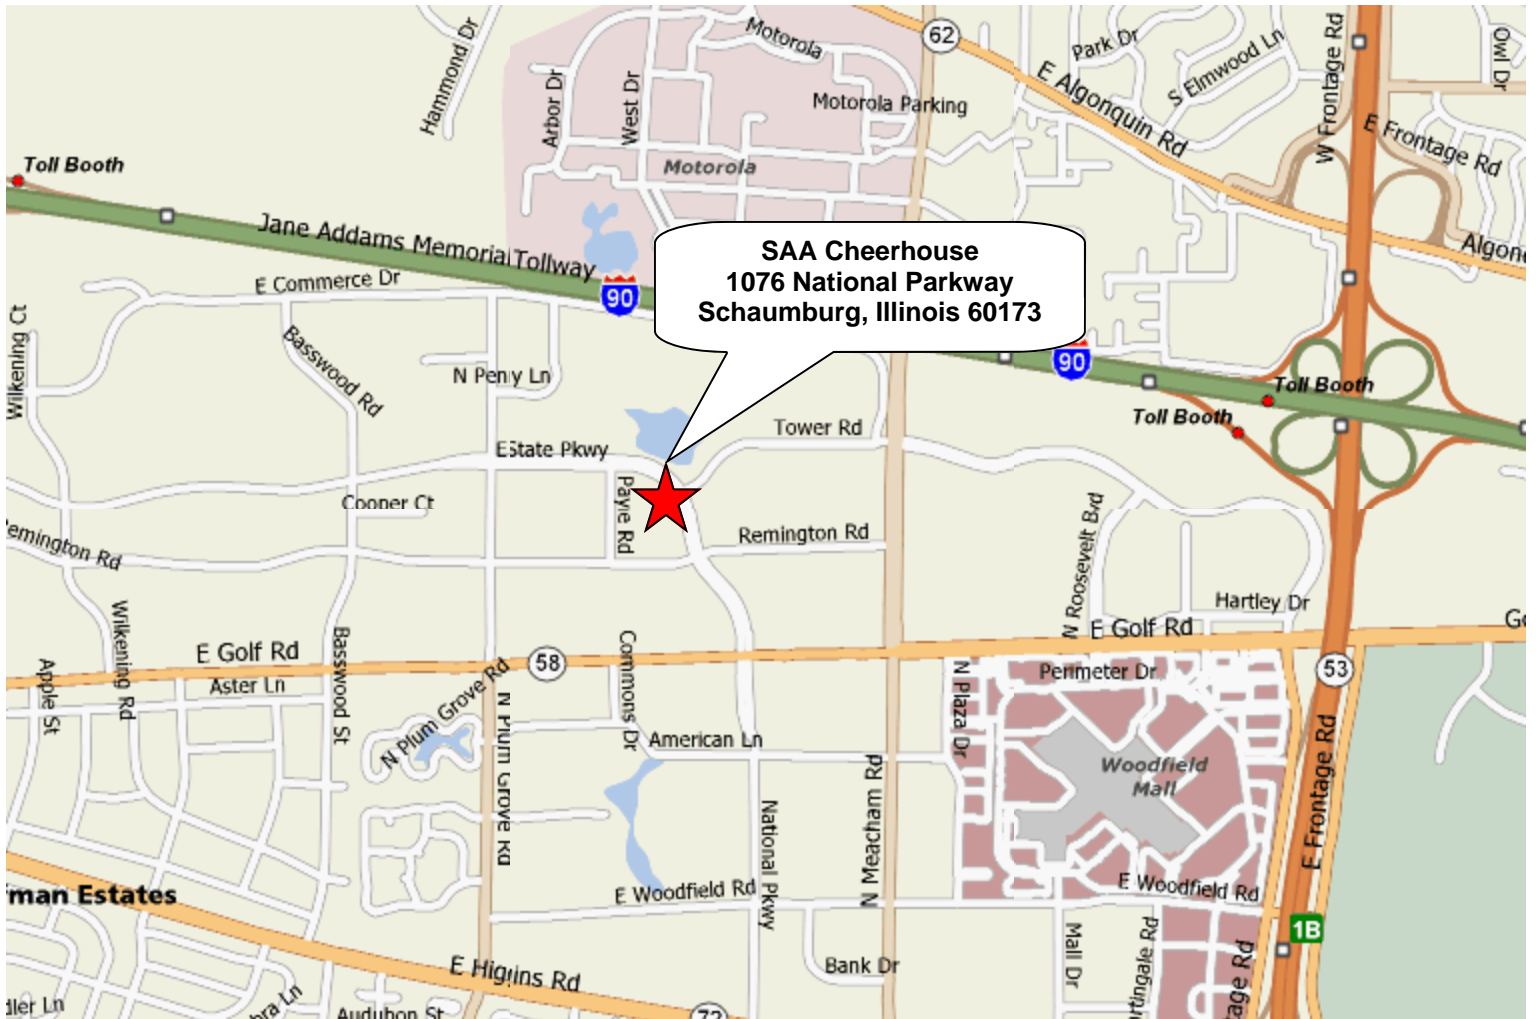 62
Hammond Dr
Motorola
Park Dr
S Elmwood Ln
W Frontage Rd
Owl Dr
E Algonquin Rd
Arbor Dr
West Dr
Motorola Parking
E Frontage Rd
Toll Booth
Motorola
Jane Addams Memorial Tollway
SAA Cheerhouse
1076 National Parkway
Schaumburg, Illinois 60173
E Commerce Dr
90
90
Wilkening Ct
Basswood Rd
N Penny Ln
Toll Booth
Toll Booth
Tower Rd
E State Pkwy
Cooper Ct
Payne Rd
Remington Rd
N Roosevelt Blvd
Hartley Dr
E Golf Rd
E Golf Rd
58
53
Wilkening Rd
Basswood St
Apple St
Aster Ln
N Plum Grove Rd
N Plum Grove Rd
Commons Dr
N Plaza Dr
Perimeter Dr
American Ln
Woodfield
Mall
N Meacham Rd
National Pkwy
E Frontage Rd
E Woodfield Rd
E Woodfield Rd
man Estates
1B
Mall Dr
Bank Dr
E Higgins Rd
72
Audubon St